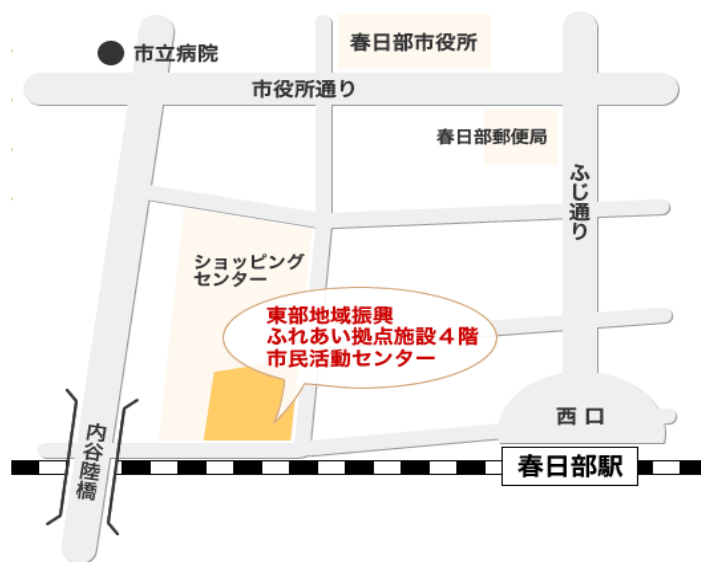 春日部市役所
市立病院
市役所通り
春日部郵便局
ふじ通り
ショッピング
センター
東部地域振興
ふれあい拠点施設４階
市民活動センター
西口
内谷陸橋
春日部駅